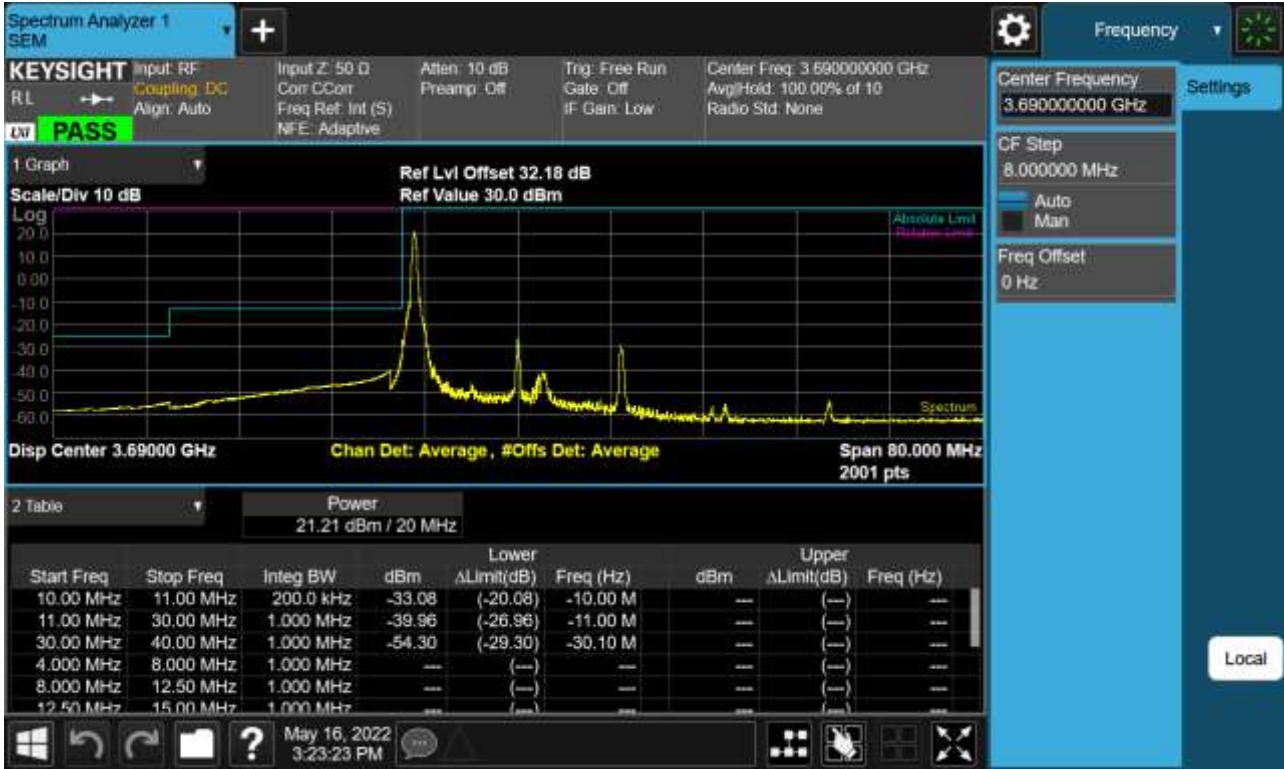 Spectrum Analyzer 1
SEM
+
Frequency
KEYSIGHT
RL
LXI
PASS
Input: RF
Coupling: DC
Align: Auto
Input Z: 50 Ω
Corr CCorr
Freq Ref: Int (S)
NFE: Adaptive
Atten: 10 dB
Preamp: Off
Trig: Free Run
Gate: Off
IF Gain: Low
Center Freq: 3.690000000 GHz
Avg|Hold: 100.00% of 10
Radio Std: None
Center Frequency
3.690000000 GHz
Settings
CF Step
8.000000 MHz
Auto
Man
Freq Offset
0 Hz
1 Graph
Scale/Div 10 dB
Ref Lvl Offset 32.18 dB
Ref Value 30.0 dBm
Log
Absolute Limit
Relative Limit
20.0
10.0
0.00
-10.0
-20.0
-30.0
-40.0
-50.0
-60.0
Spectrum
Disp Center 3.69000 GHz
Chan Det: Average, #Offs Det: Average
Span 80.000 MHz
2001 pts
2 Table
Power
21.21 dBm / 20 MHz
Lower Upper
Start Freq Stop Freq Integ BW dBm ΔLimit(dB) Freq (Hz) dBm ΔLimit(dB) Freq (Hz)
10.00 MHz 11.00 MHz 200.0 kHz -33.08 (-20.08) -10.00 M --- (---) ---
11.00 MHz 30.00 MHz 1.000 MHz -39.96 (-26.96) -11.00 M --- (---) ---
30.00 MHz 40.00 MHz 1.000 MHz -54.30 (-29.30) -30.10 M --- (---) ---
4.000 MHz 8.000 MHz 1.000 MHz --- (---) --- --- (---) ---
8.000 MHz 12.50 MHz 1.000 MHz --- (---) --- --- (---) ---
12.50 MHz 15.00 MHz 1.000 MHz --- (---) --- --- (---) ---
Local
?
May 16, 2022
3:23:23 PM